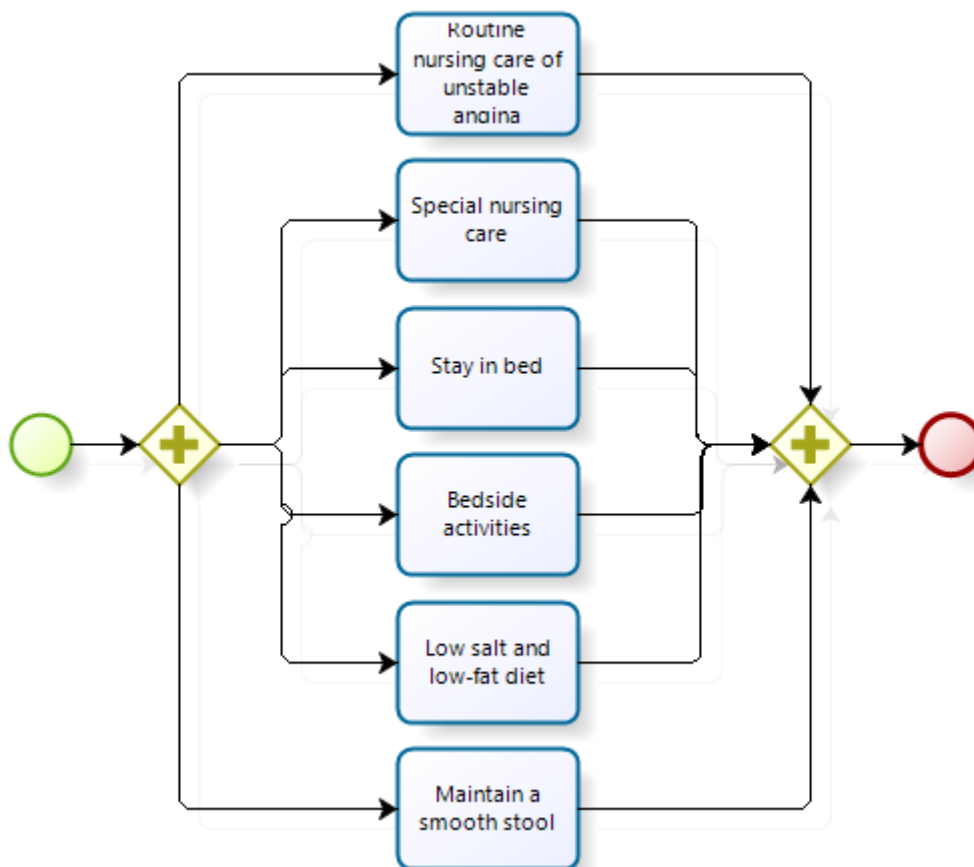 Routine
nursing care of
unstable
angina
Special nursing
care
Stay in bed
Bedside
activities
Low salt and
low-fat diet
Maintain a
smooth stool